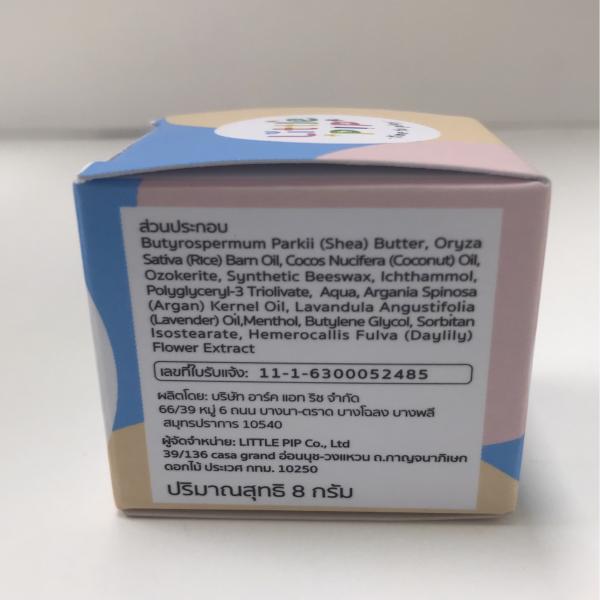 Little
PIP
ส่วนประกอบ
Butyrospermum Parkii (Shea) Butter, Oryza
Sativa (Rice) Barn Oil, Cocos Nucifera (Coconut) Oil,
Ozokerite, Synthetic Beeswax, Ichthammol,
Polyglyceryl-3 Triolivate, Aqua, Argania Spinosa
(Argan) Kernel Oil, Lavandula Angustifolia
(Lavender) Oil,Menthol, Butylene Glycol, Sorbitan
Isostearate, Hemerocallis Fulva (Daylily)
Flower Extract
เลขที่ใบรับแจ้ง: 11-1-6300052485
ผลิตโดย: บริษัท อาร์ค แอท ริช จำกัด
66/39 หมู่ 6 ถนน บางนา-ตราด บางโฉลง บางพลี
สมุทรปราการ 10540
ผู้จัดจำหน่าย: LITTLE PIP Co., Ltd
39/136 casa grand อ่อนนุช-วงแหวน ถ.กาญจนาภิเษก
ดอกไม้ ประเวศ กทม. 10250
ปริมาณสุทธิ 8 กรัม